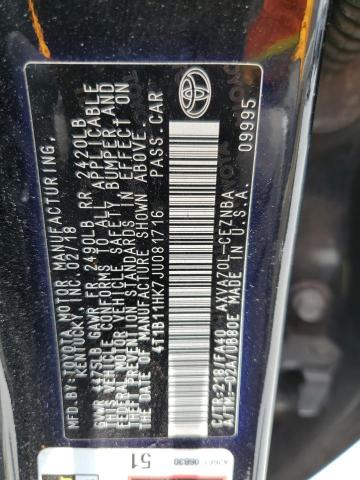 MFD. BY: TOYOTA MOTOR MANUFACTURING,
KENTUCKY, INC. 02/18
GVWR 4475LB GAWR FR 2490LB RR 2420LB
THIS VEHICLE CONFORMS TO ALL APPLICABLE
FEDERAL MOTOR VEHICLE SAFETY, BUMPER AND
THEFT PREVENTION STANDARDS IN EFFECT ON
THE DATE OF MANUFACTURE SHOWN ABOVE.
4T1B11HK7JU081716 PASS. CAR
C/TR: 218/FA40 AXVA70L-CEZNBA
A/TM: -02A/UB80E MADE IN U.S.A.
09995
51
06B30